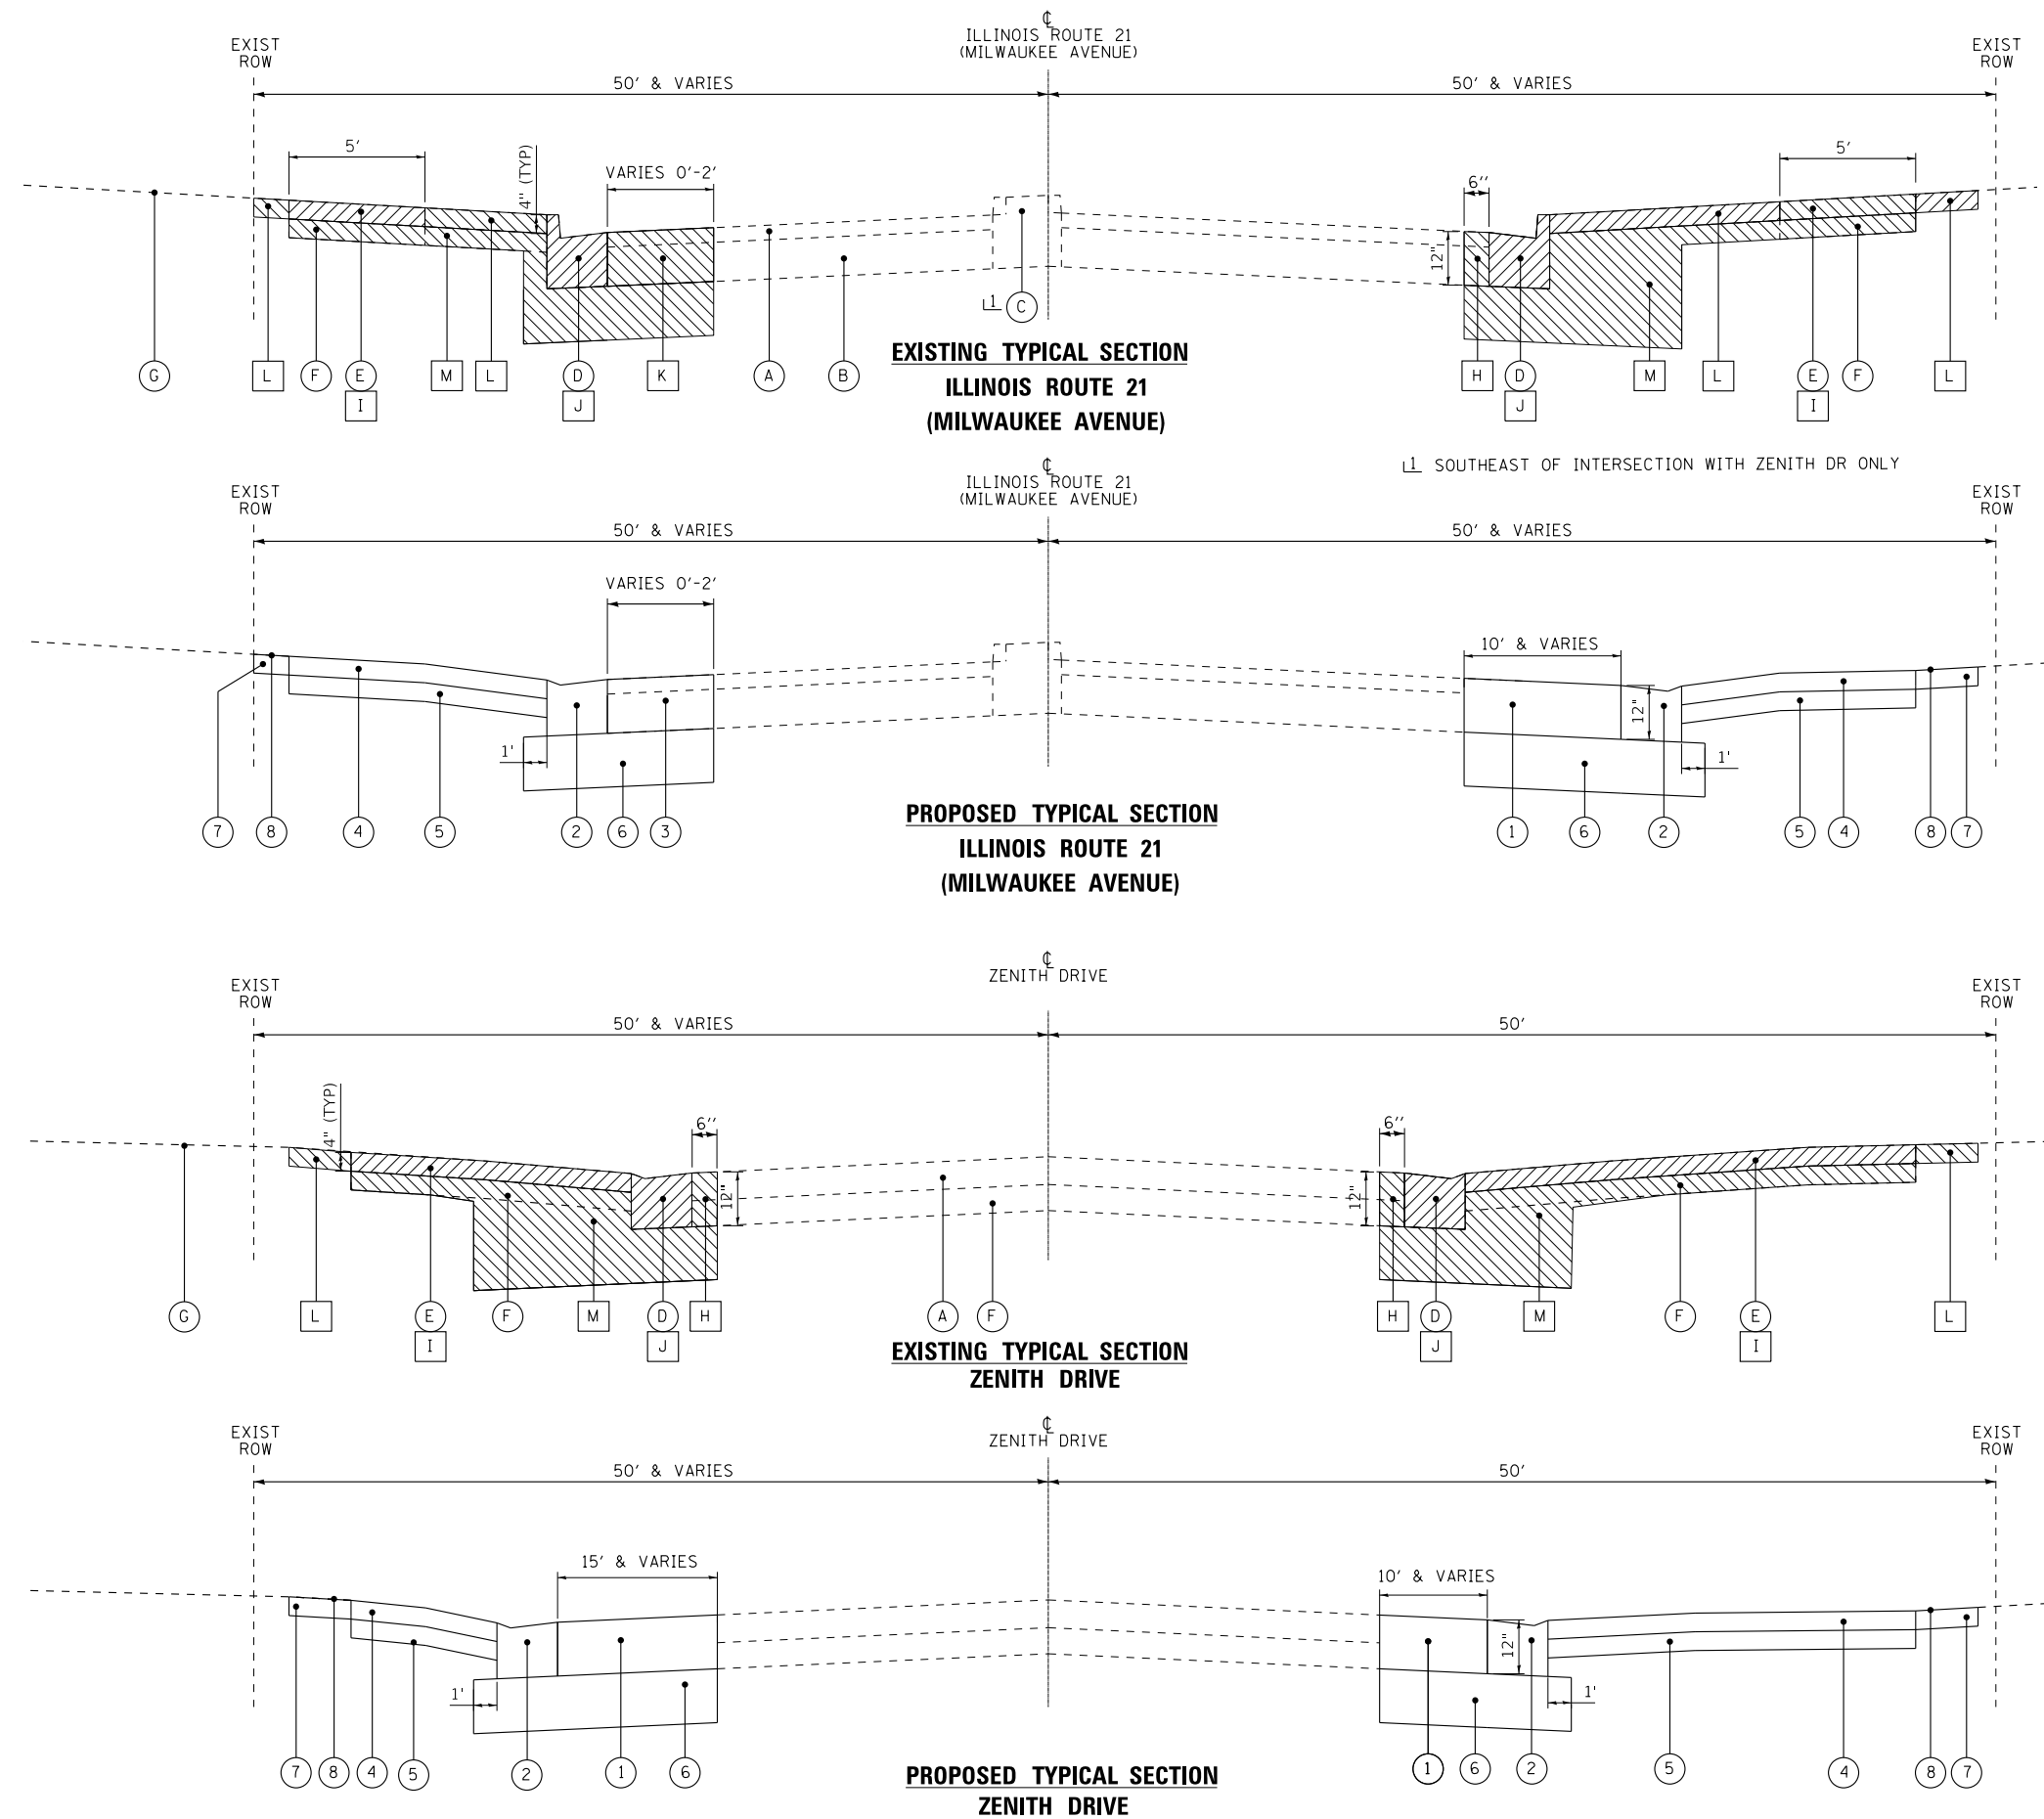 ℄
ILLINOIS ROUTE 21
(MILWAUKEE AVENUE)
EXIST
ROW
EXIST
ROW
50' & VARIES
50' & VARIES
5'
4" (TYP)
VARIES 0'-2'
6''
5'
12"
1
C
G
L
F
E
I
M
L
D
J
K
A
B
H
D
J
M
L
E
I
F
L
EXISTING TYPICAL SECTION
ILLINOIS ROUTE 21
(MILWAUKEE AVENUE)
1 SOUTHEAST OF INTERSECTION WITH ZENITH DR ONLY
℄
ILLINOIS ROUTE 21
(MILWAUKEE AVENUE)
EXIST
ROW
EXIST
ROW
50' & VARIES
50' & VARIES
VARIES 0'-2'
10' & VARIES
12"
1'
1'
7
8
4
5
2
6
3
1
6
2
5
4
8
7
PROPOSED TYPICAL SECTION
ILLINOIS ROUTE 21
(MILWAUKEE AVENUE)
℄
ZENITH DRIVE
EXIST
ROW
EXIST
ROW
50' & VARIES
50'
4" (TYP)
6''
12"
6''
12"
G
L
E
I
F
M
D
J
H
A
F
H
D
J
M
F
E
I
L
EXISTING TYPICAL SECTION
ZENITH DRIVE
℄
ZENITH DRIVE
EXIST
ROW
EXIST
ROW
50' & VARIES
50'
15' & VARIES
10' & VARIES
12"
1'
1'
7
8
4
5
2
1
6
1
6
2
5
4
8
7
PROPOSED TYPICAL SECTION
ZENITH DRIVE